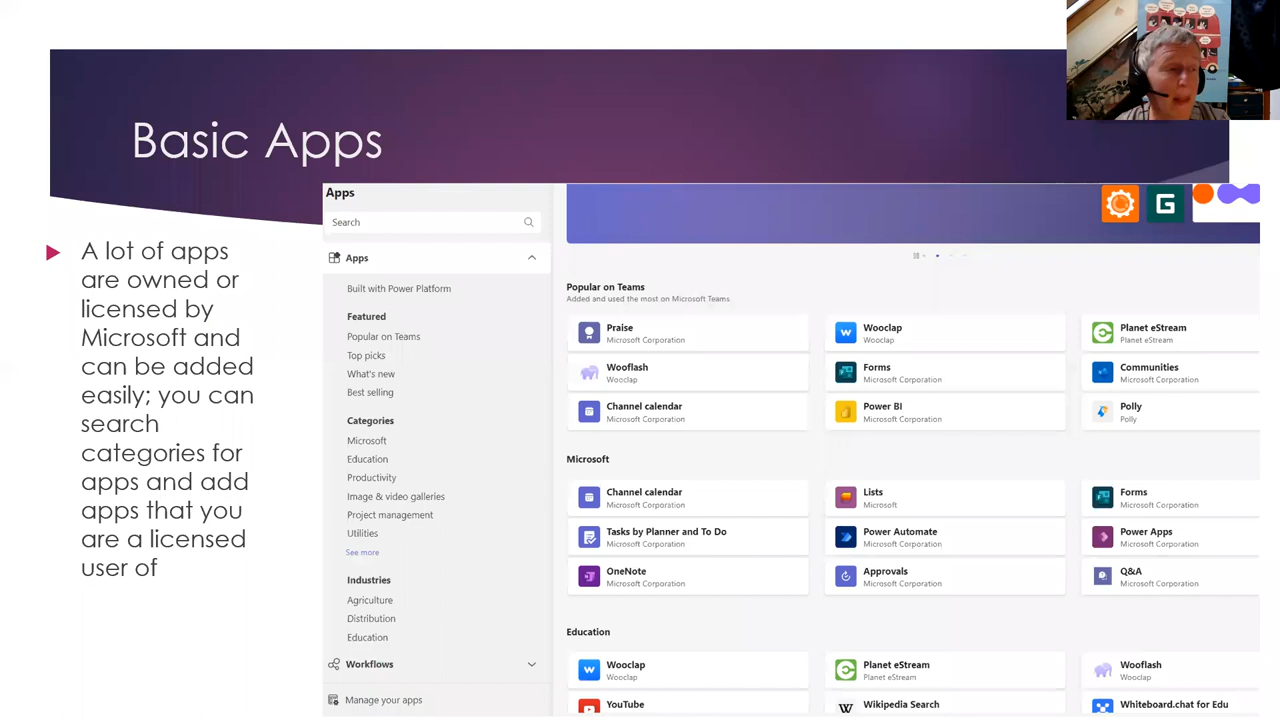 Basic Apps
A lot of apps
are owned or
licensed by
Microsoft and
can be added
easily; you can
search
categories for
apps and add
apps that you
are a licensed
user of
Apps
Search
Apps
Built with Power Platform
Featured
Popular on Teams
Top picks
What's new
Best selling
Categories
Microsoft
Education
Productivity
Image & video galleries
Project management
Utilities
See more
Industries
Agriculture
Distribution
Education
Workflows
Manage your apps
G
Popular on Teams
Added and used the most on Microsoft Teams.
Praise
Microsoft Corporation
w
Wooclap
Wooclap
Planet eStream
Planet eStream
Wooflash
Wooclap
Forms
Microsoft Corporation
Communities
Microsoft Corporation
Channel calendar
Microsoft Corporation
Power BI
Microsoft Corporation
Polly
Polly
Microsoft
Channel calendar
Microsoft Corporation
Lists
Microsoft
Forms
Microsoft Corporation
Tasks by Planner and To Do
Microsoft Corporation
Power Automate
Microsoft Corporation
Power Apps
Microsoft Corporation
OneNote
Microsoft Corporation
Approvals
Microsoft Corporation
Q&A
Microsoft Corporation
Education
w
Wooclap
Wooclap
Planet eStream
Planet eStream
Wooflash
Wooclap
YouTube
W
Wikipedia Search
Whiteboard.chat for Edu